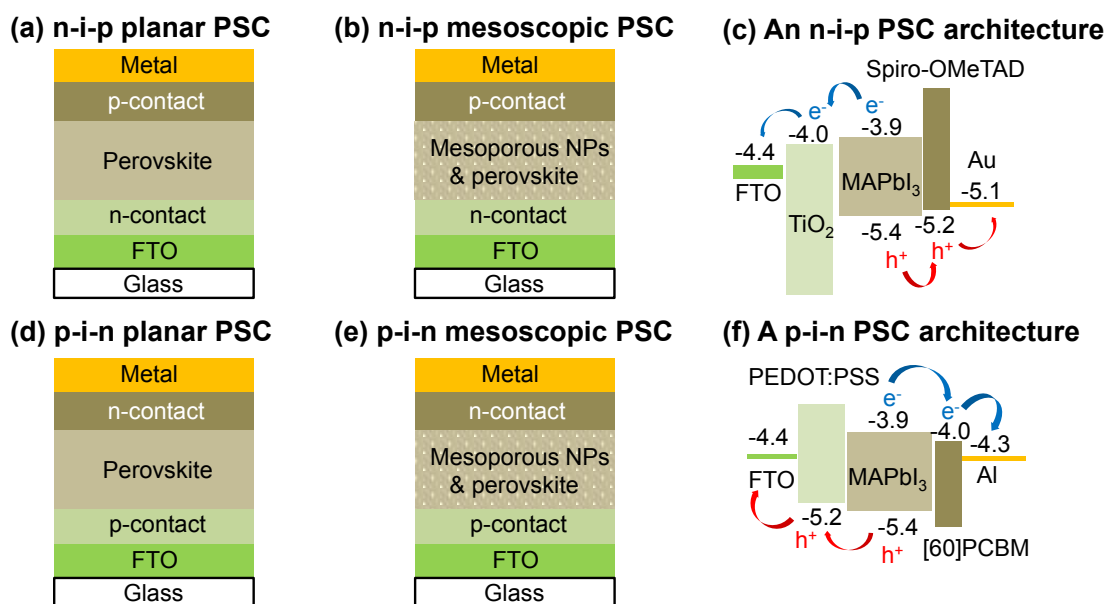 (a) n-i-p planar PSC
Metal
p-contact
Perovskite
n-contact
FTO
Glass
(b) n-i-p mesoscopic PSC
Metal
p-contact
Mesoporous NPs
& perovskite
n-contact
FTO
Glass
(c) An n-i-p PSC architecture
Spiro-OMeTAD
e⁻
e⁻
-4.0
-3.9
-4.4
FTO
TiO₂
MAPbI₃
Au
-5.1
-5.4
-5.2
h⁺
h⁺
(d) p-i-n planar PSC
Metal
n-contact
Perovskite
p-contact
FTO
Glass
(e) p-i-n mesoscopic PSC
Metal
n-contact
Mesoporous NPs
& perovskite
p-contact
FTO
Glass
(f) A p-i-n PSC architecture
PEDOT:PSS
e⁻
e⁻
-3.9
-4.0
-4.4
-4.3
FTO
MAPbI₃
Al
-5.2
-5.4
h⁺
h⁺
[60]PCBM